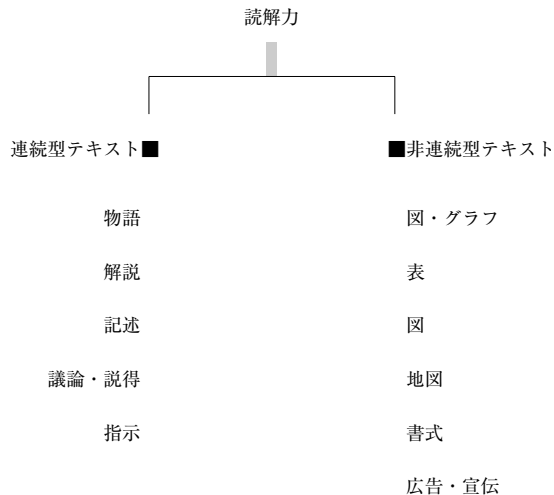 読解力
連続型テキスト■
■非連続型テキスト
物語
解説
記述
議論・説得
指示
図・グラフ
表
図
地図
書式
広告・宣伝